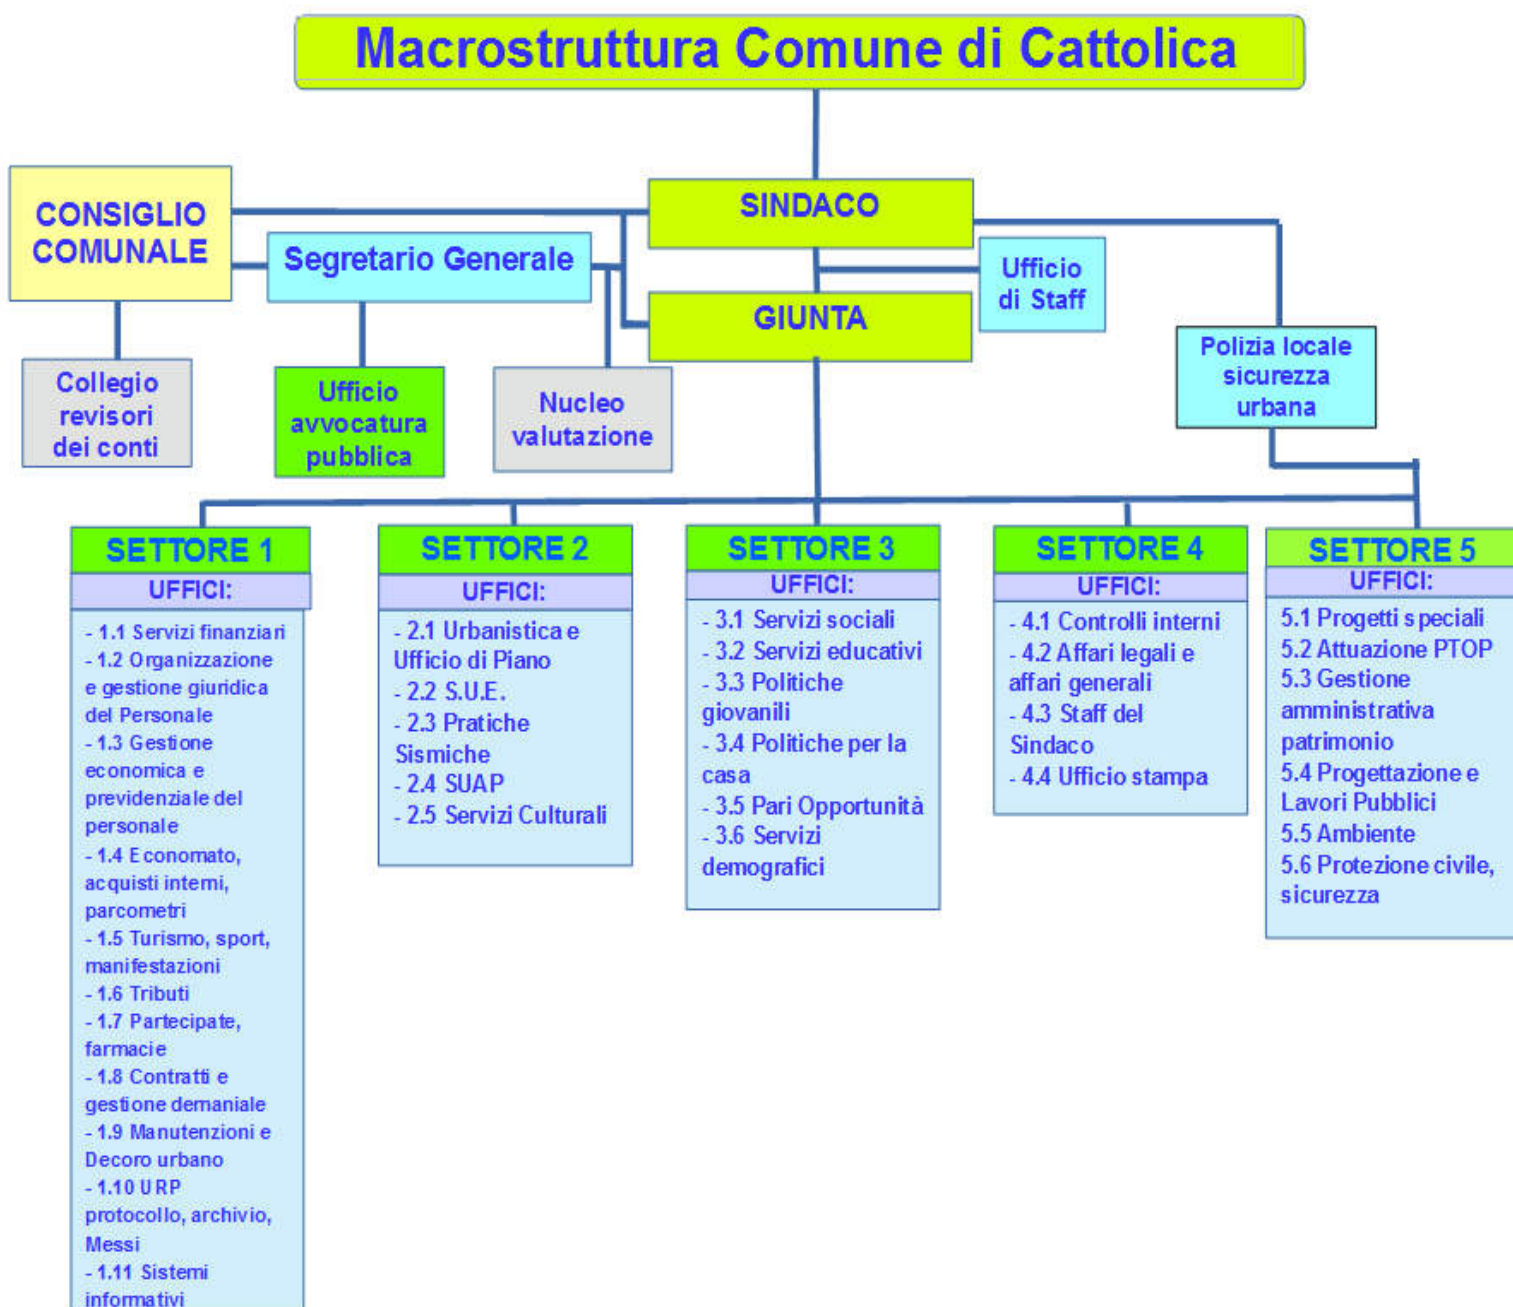 Macrostruttura Comune di Cattolica
CONSIGLIO
COMUNALE
SINDACO
Segretario Generale
Ufficio
di Staff
GIUNTA
Polizia locale
sicurezza
urbana
Collegio
revisori
dei conti
Ufficio
avvocatura
pubblica
Nucleo
valutazione
SETTORE 1
UFFICI:
- 1.1 Servizi finanziari
- 1.2 Organizzazione
e gestione giuridica
del Personale
- 1.3 Gestione
economica e
previdenziale del
personale
- 1.4 Economato,
acquisti interni,
parcometri
- 1.5 Turismo, sport,
manifestazioni
- 1.6 Tributi
- 1.7 Partecipate,
farmacie
- 1.8 Contratti e
gestione demaniale
- 1.9 Manutenzioni e
Decoro urbano
- 1.10 URP
protocollo, archivio,
Messi
- 1.11 Sistemi
informativi
SETTORE 2
UFFICI:
- 2.1 Urbanistica e
Ufficio di Piano
- 2.2 S.U.E.
- 2.3 Pratiche
Sismiche
- 2.4 SUAP
- 2.5 Servizi Culturali
SETTORE 3
UFFICI:
- 3.1 Servizi sociali
- 3.2 Servizi educativi
- 3.3 Politiche
giovanili
- 3.4 Politiche per la
casa
- 3.5 Pari Opportunità
- 3.6 Servizi
demografici
SETTORE 4
UFFICI:
- 4.1 Controlli interni
- 4.2 Affari legali e
affari generali
- 4.3 Staff del
Sindaco
- 4.4 Ufficio stampa
SETTORE 5
UFFICI:
5.1 Progetti speciali
5.2 Attuazione PTOP
5.3 Gestione
amministrativa
patrimonio
5.4 Progettazione e
Lavori Pubblici
5.5 Ambiente
5.6 Protezione civile,
sicurezza